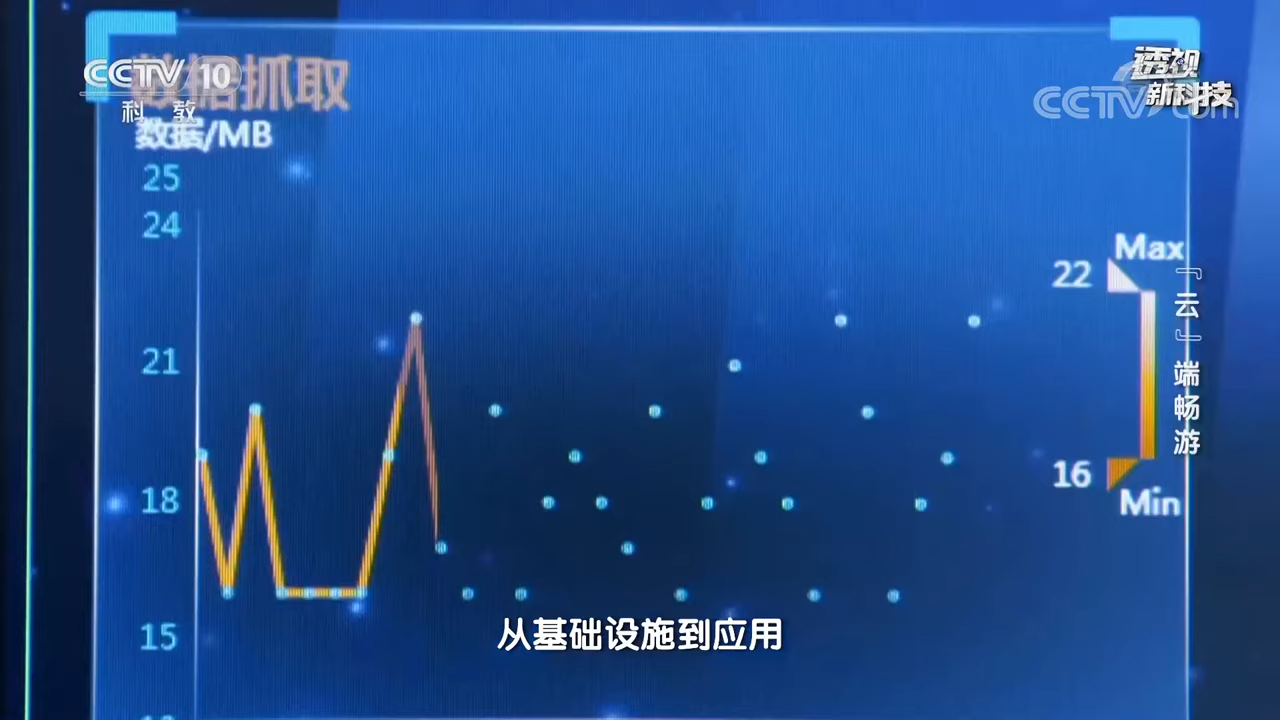 CCTV 10
科 教
数据抓取
数据/MB
25
24
21
18
15
透视
新科技
CCTV.com
Max
22
16
Min
『云』端畅游
从基础设施到应用